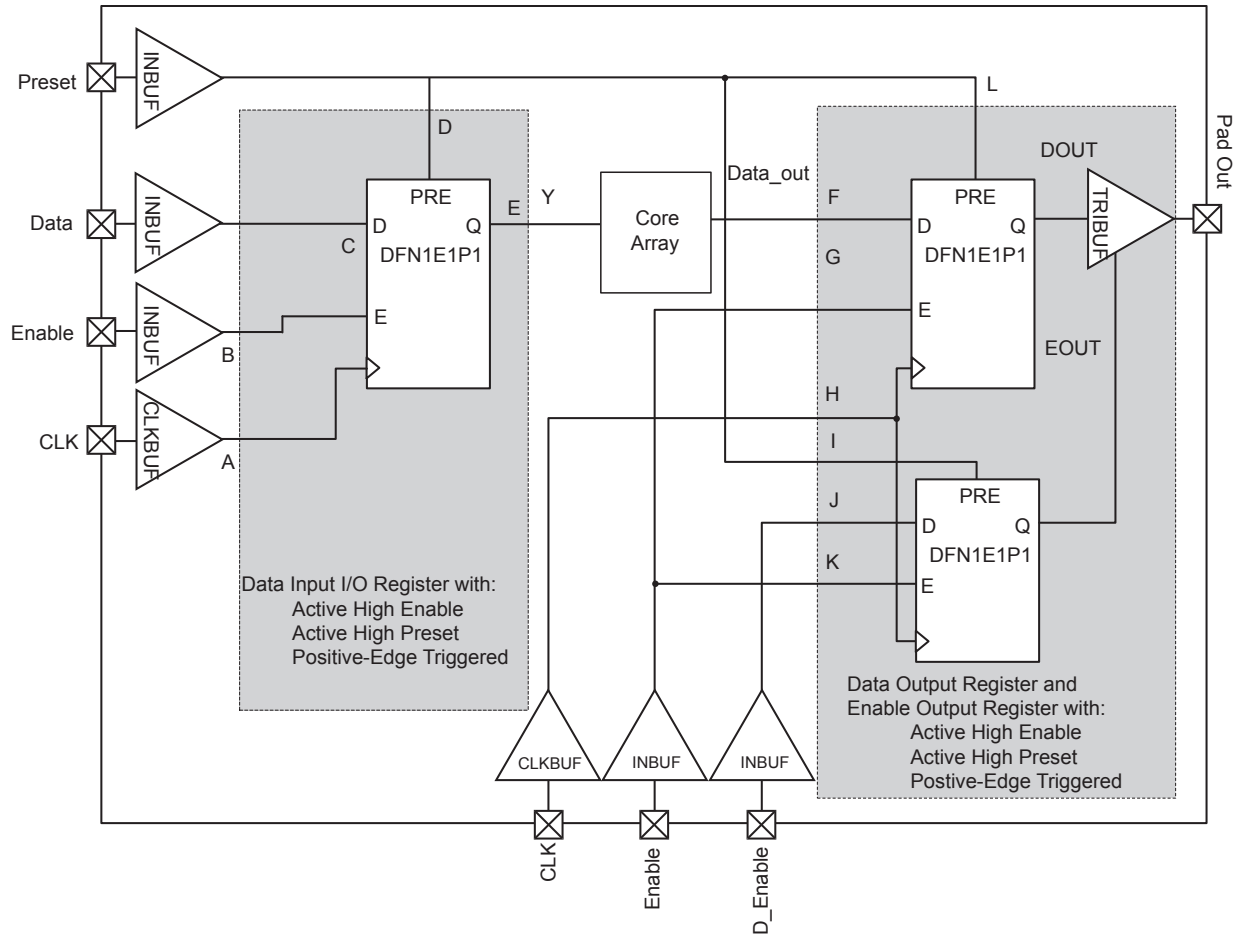 Preset
INBUF
L
D
Pad Out
DOUT
Data
INBUF
PRE
D
Q
DFN1E1P1
C
E
Y
Core
Array
Data_out
F
G
PRE
D
Q
DFN1E1P1
E
TRIBUF
EOUT
Enable
INBUF
B
E
CLK
CLKBUF
A
H
I
J
K
PRE
D
Q
DFN1E1P1
E
Data Input I/O Register with:
Active High Enable
Active High Preset
Positive-Edge Triggered
Data Output Register and
Enable Output Register with:
Active High Enable
Active High Preset
Postive-Edge Triggered
CLKBUF
INBUF
INBUF
CLK
Enable
D_Enable